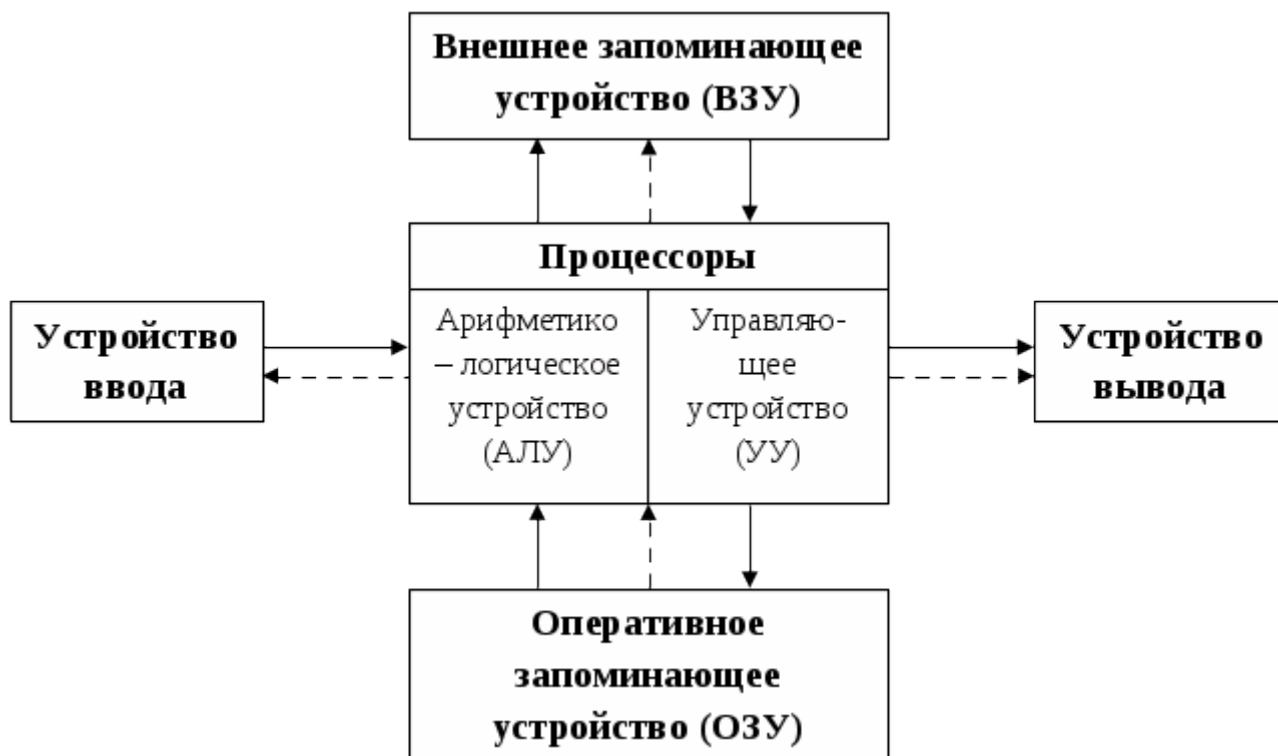 Внешнее запоминающее
устройство (ВЗУ)
Процессоры
Устройство
ввода
Арифметико
– логическое
устройство
(АЛУ)
Управляю-
щее
устройство
(УУ)
Устройство
вывода
Оперативное
запоминающее
устройство (ОЗУ)